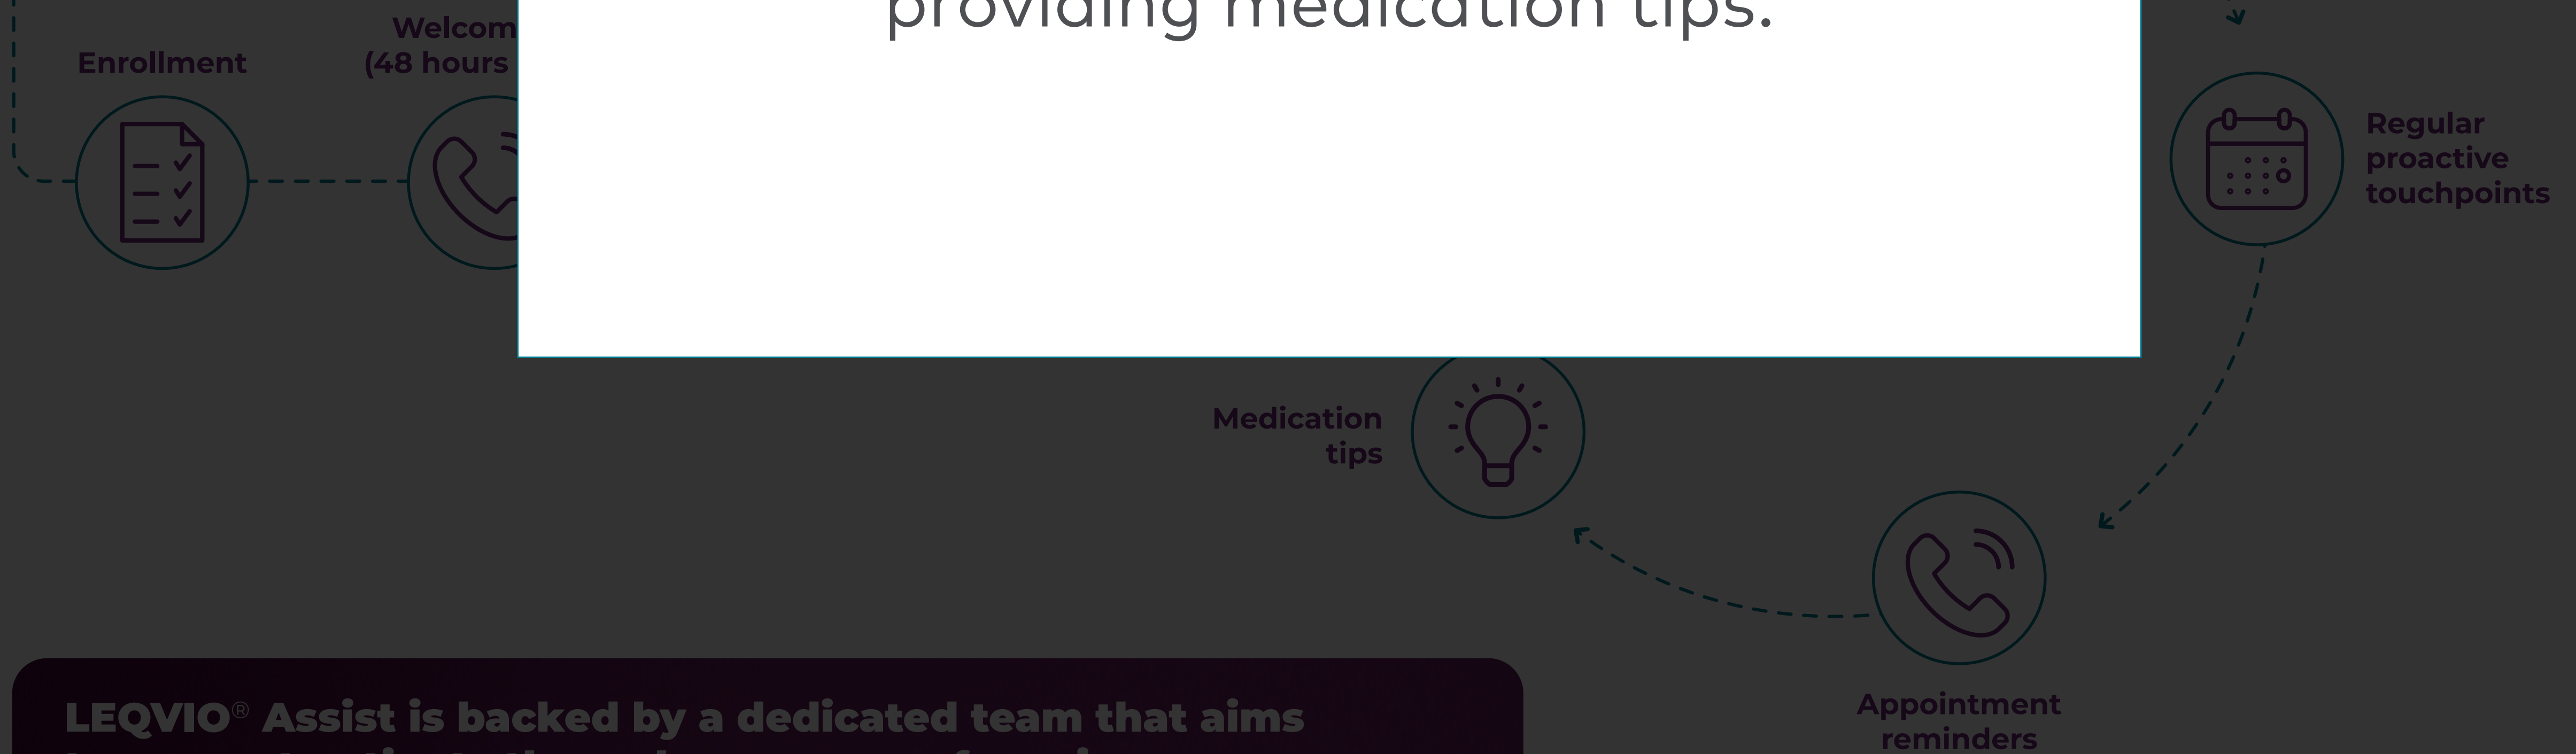 providing medication tips.
Enrollment
Welcom
(48 hours
Regular
proactive
touchpoints
Medication
tips
Appointment
reminders
LEQVIO® Assist is backed by a dedicated team that aims